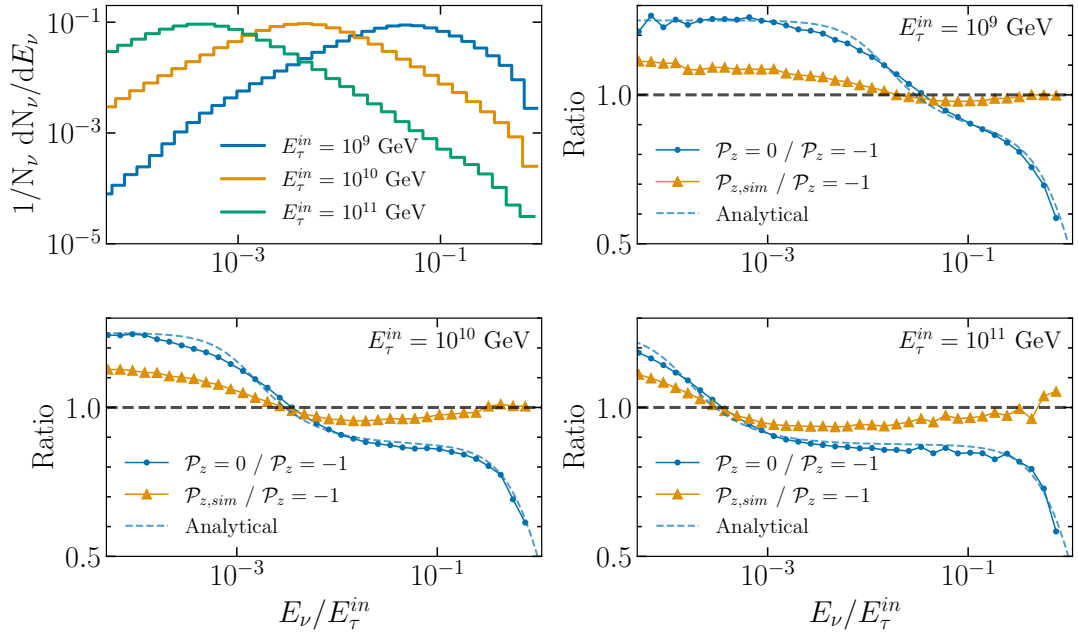 1/N_ν dN_ν/dE_ν
10^−1
10^−3
10^−5
E_τ^in = 10^9 GeV
E_τ^in = 10^10 GeV
E_τ^in = 10^11 GeV
10^−3
10^−1
Ratio
1.0
0.5
E_τ^in = 10^9 GeV
𝒫_z = 0 / 𝒫_z = −1
𝒫_z,sim / 𝒫_z = −1
Analytical
10^−3
10^−1
Ratio
1.0
0.5
E_τ^in = 10^10 GeV
𝒫_z = 0 / 𝒫_z = −1
𝒫_z,sim / 𝒫_z = −1
Analytical
10^−3
10^−1
E_ν/E_τ^in
Ratio
1.0
0.5
E_τ^in = 10^11 GeV
𝒫_z = 0 / 𝒫_z = −1
𝒫_z,sim / 𝒫_z = −1
Analytical
10^−3
10^−1
E_ν/E_τ^in